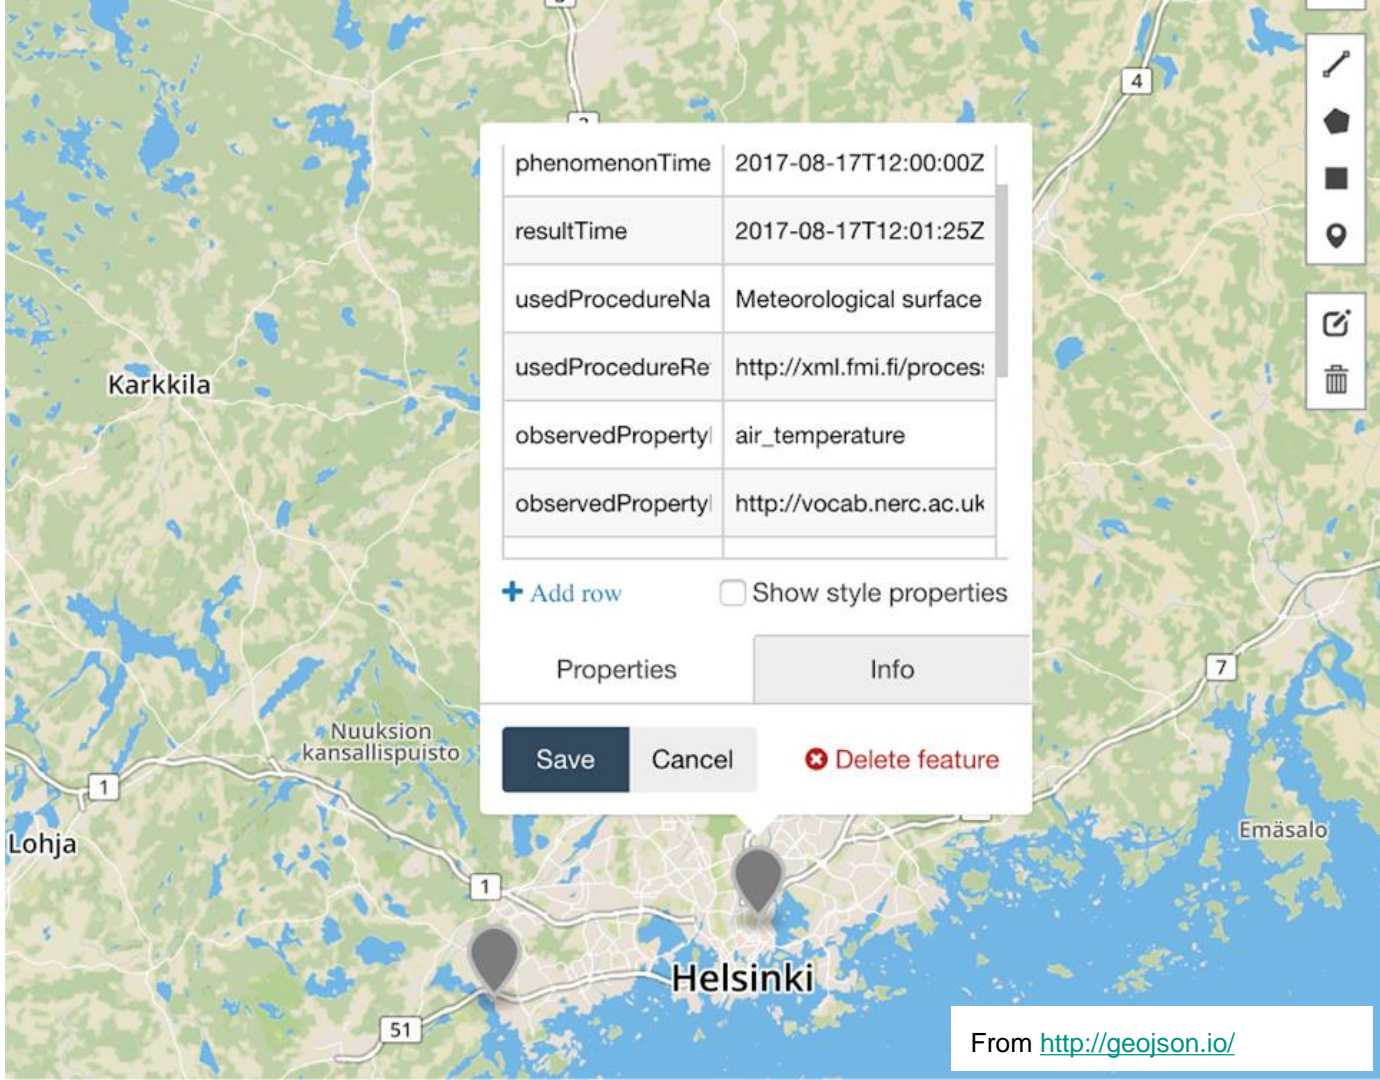 4
phenomenonTime 2017-08-17T12:00:00Z
resultTime 2017-08-17T12:01:25Z
usedProcedureNa Meteorological surface
usedProcedureRe http://xml.fmi.fi/process
observedProperty air_temperature
observedProperty http://vocab.nerc.ac.uk
+ Add row Show style properties
Properties Info
Save Cancel Delete feature
Karkkila
7
Nuuksion
kansallispuisto
1
Lohja
Emäsalo
1
Helsinki
51
From http://geojson.io/